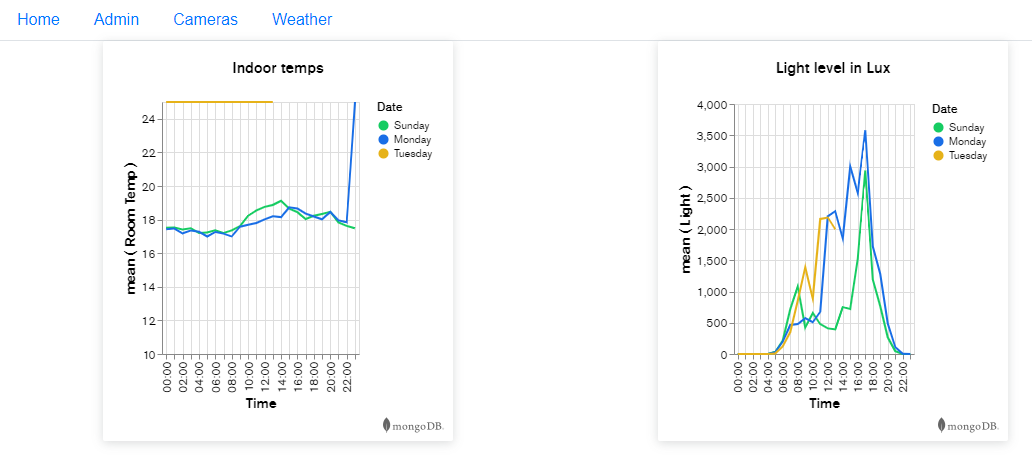 Home Admin Cameras Weather
Indoor temps
mean ( Room Temp )
24
22
20
18
16
14
12
10
00:00 02:00 04:00 06:00 08:00 10:00 12:00 14:00 16:00 18:00 20:00 22:00
Time
Date
Sunday
Monday
Tuesday
mongoDB.
Light level in Lux
mean ( Light )
4,000
3,500
3,000
2,500
2,000
1,500
1,000
500
0
00:00 02:00 04:00 06:00 08:00 10:00 12:00 14:00 16:00 18:00 20:00 22:00
Time
Date
Sunday
Monday
Tuesday
mongoDB.